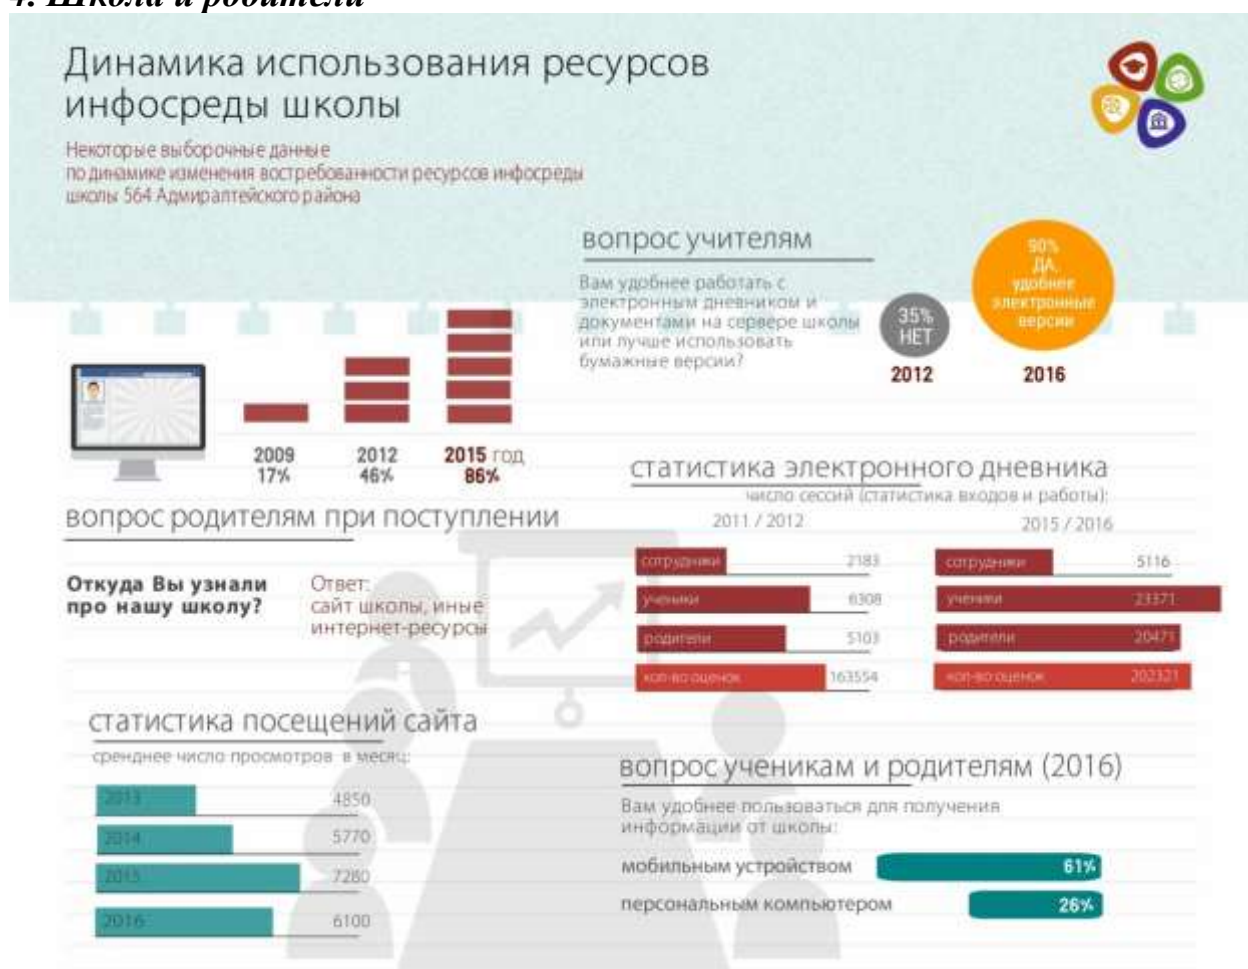 4. Школа и родители
Динамика использования ресурсов
инфосреды школы
Некоторые выборочные данные
по динамике изменения востребованности ресурсов инфосреды
школы 564 Адмиралтейского района
вопрос учителям
Вам удобнее работать с
электронным дневником и
документами на сервере школы
или лучше использовать
бумажные версии?
35%
НЕТ
2012
90%
ДА,
удобнее
электронные
версии
2016
2009
17%
2012
46%
2015 год
86%
вопрос родителям при поступлении
Откуда Вы узнали
про нашу школу?
Ответ:
сайт школы, иные
интернет-ресурсы
статистика электронного дневника
число сессий (статистика входов и работы):
2011 / 2012
сотрудники 2183
ученики 6308
родители 5103
кол-во оценок 163554
2015 / 2016
сотрудники 5116
ученики 23371
родители 20471
кол-во оценок 202321
статистика посещений сайта
сренднее число просмотров в месяц:
2013 4850
2014 5770
2015 7280
2016 6100
вопрос ученикам и родителям (2016)
Вам удобнее пользоваться для получения
информации от школы:
мобильным устройством 61%
персональным компьютером 26%